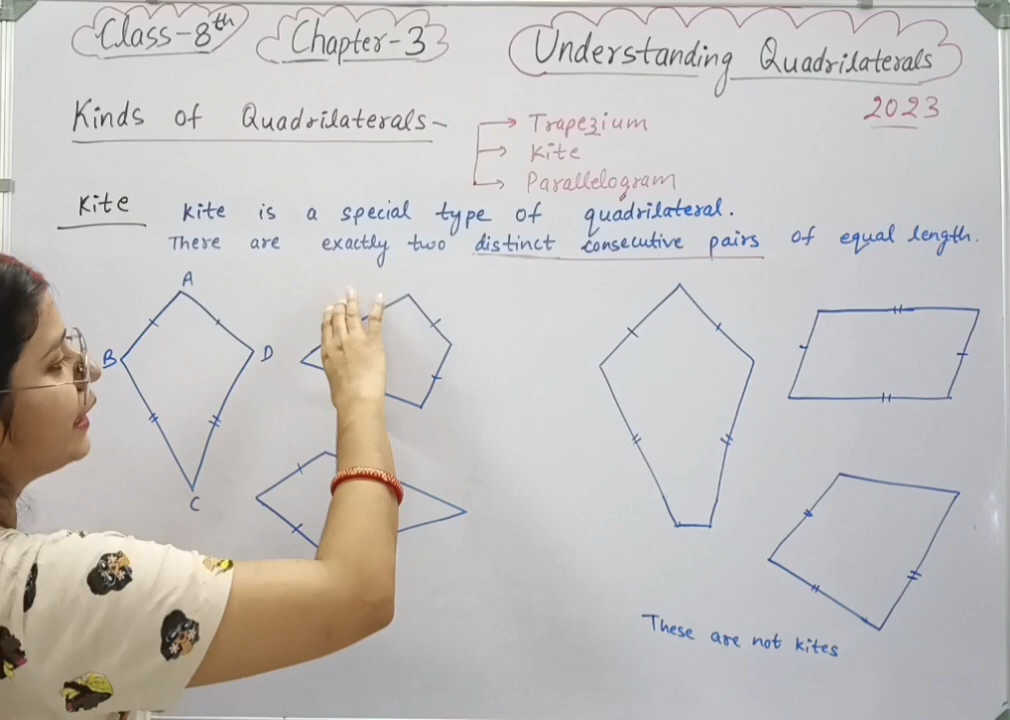 Class-8th Chapter-3 Understanding Quadrilaterals
2023
Kinds of Quadrilaterals-
Trapezium
Kite
Parallelogram
Kite Kite is a special type of quadrilateral.
There are exactly two distinct consecutive pairs of equal length.
A
B D
C
These are not kites